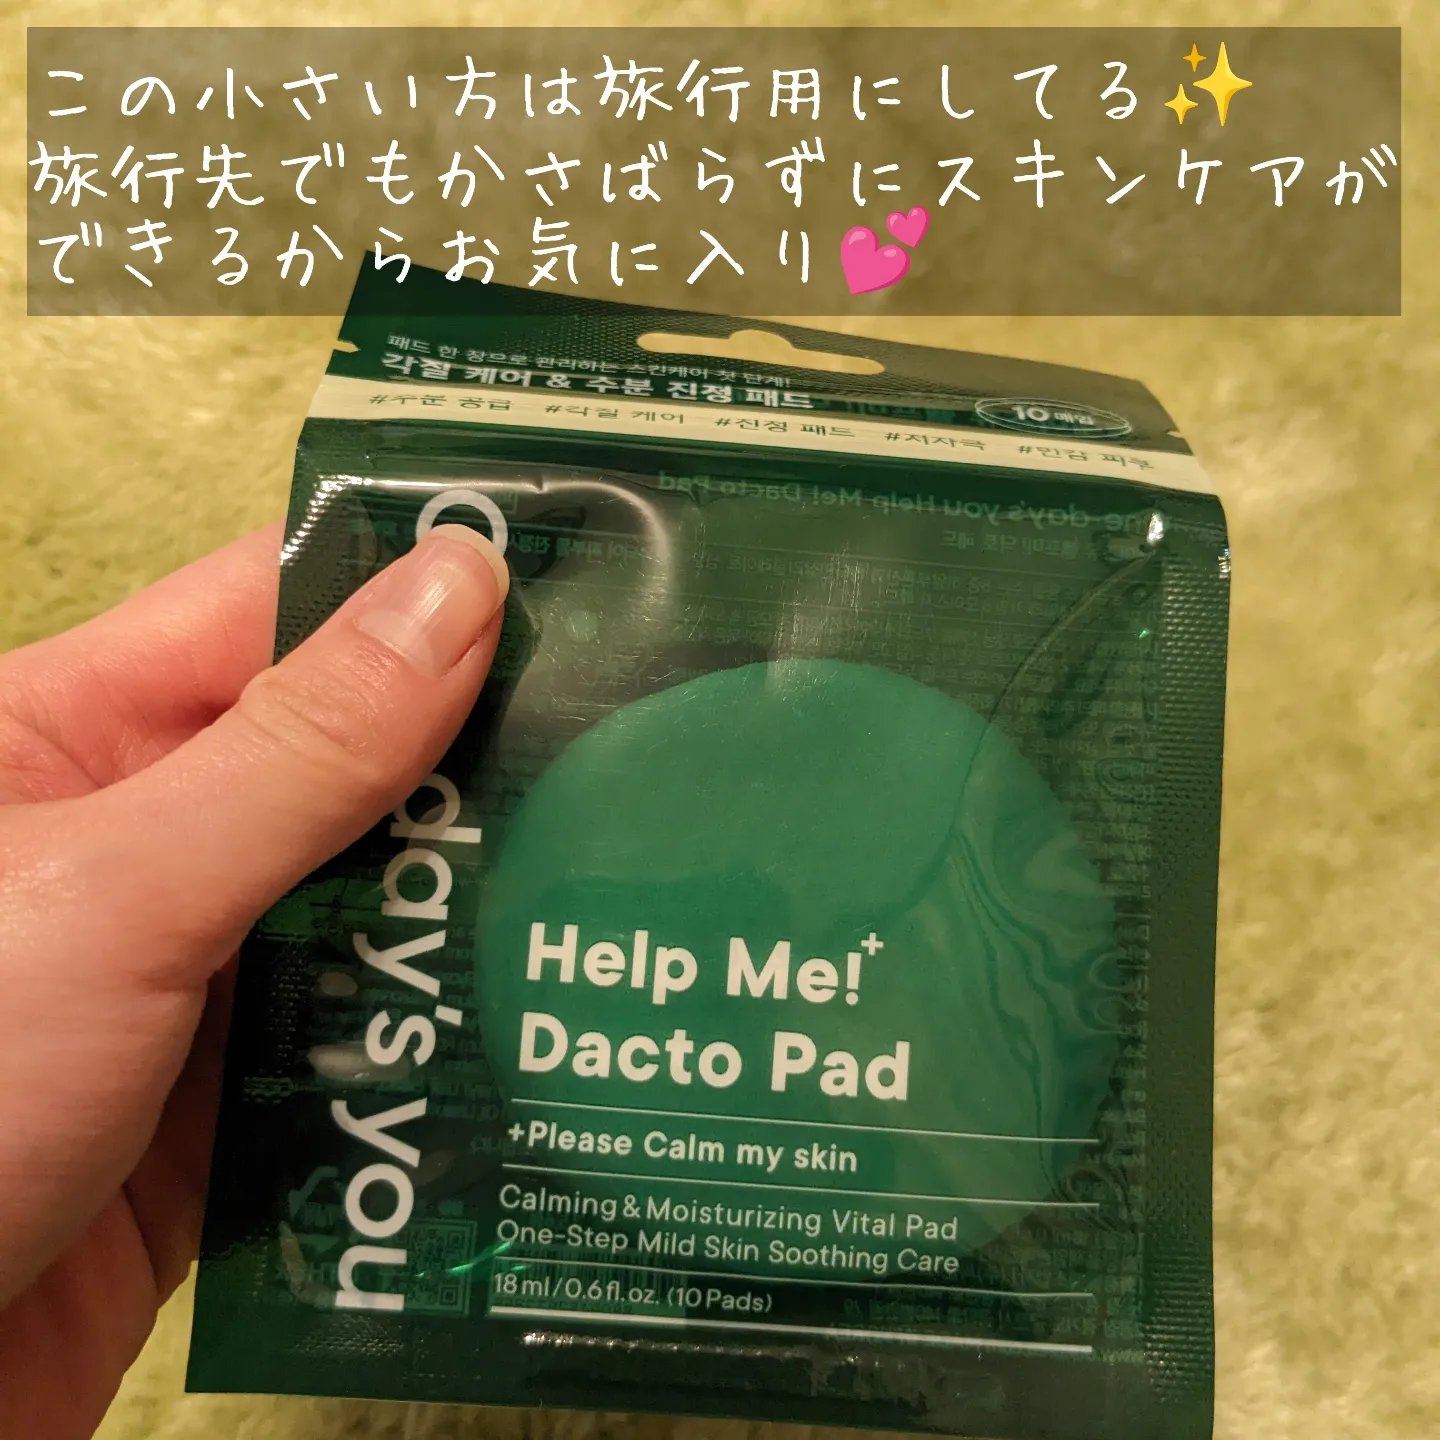 この小さい方は旅行用にしてる✨
旅行先でもかさばらずにスキンケアが
できるからお気に入り💕
패드 한 장으로 관리하는 스킨케어 첫 단계!
각질 케어 & 수분 진정 패드
10매입
#수분 공급 #각질 케어 #진정 패드 #저자극 #민감 피부
day's you
Help Me!+
Dacto Pad
+Please Calm my skin
Calming & Moisturizing Vital Pad
One-Step Mild Skin Soothing Care
18ml/0.6fl.oz. (10Pads)